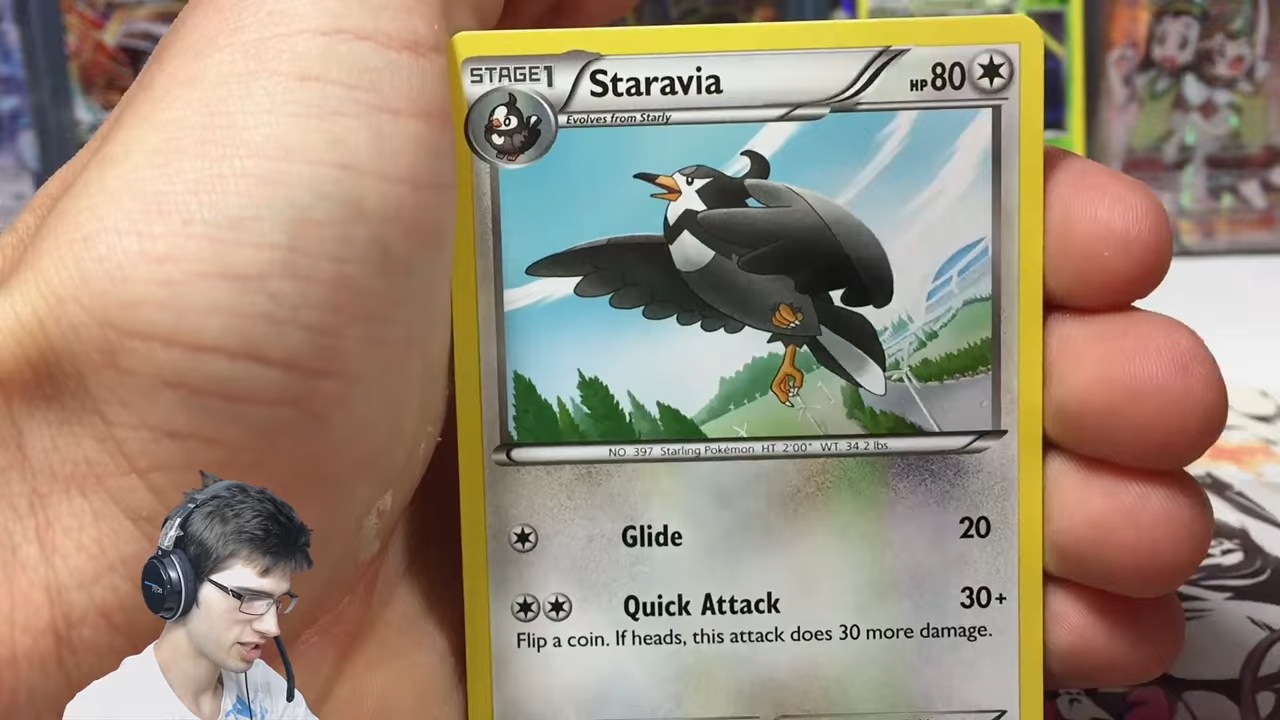 STAGE1
Staravia
HP80
Evolves from Starly
NO. 397 Starling Pokémon HT 2'00" WT. 34.2 lbs.
Glide 20
Quick Attack 30+
Flip a coin. If heads, this attack does 30 more damage.